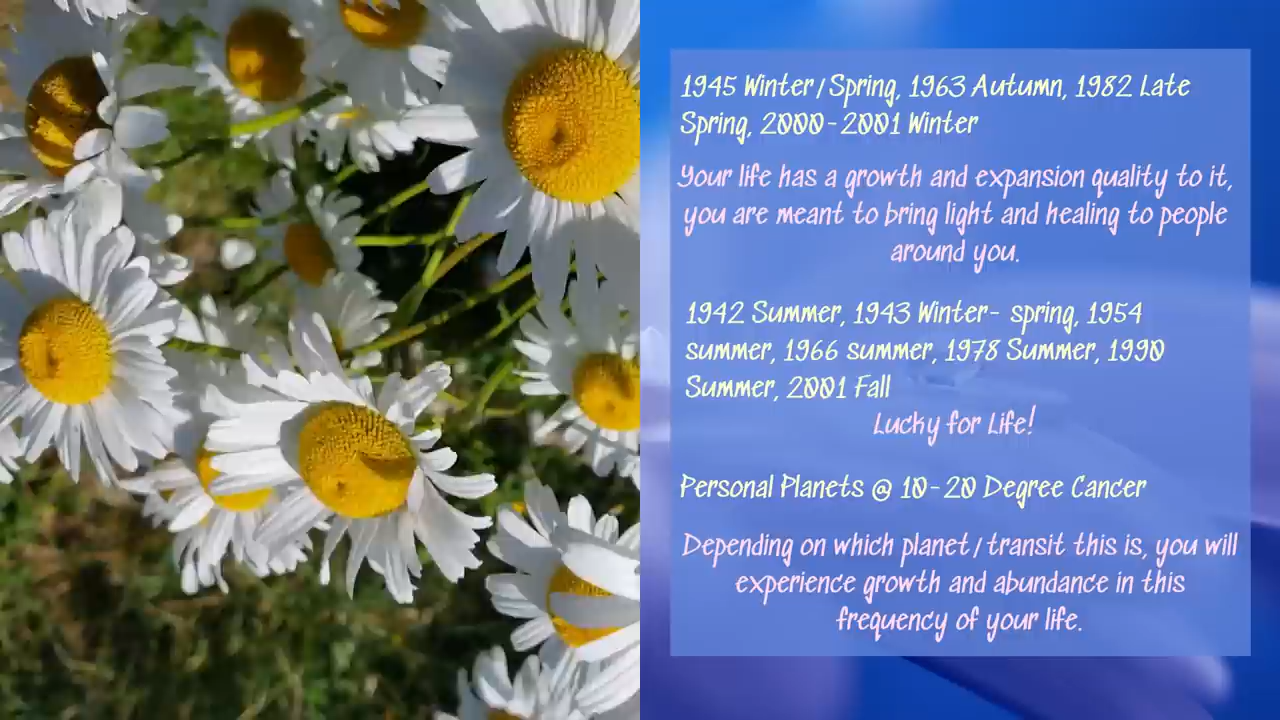 1945 Winter/Spring, 1963 Autumn, 1982 Late
Spring, 2000-2001 Winter
Your life has a growth and expansion quality to it,
you are meant to bring light and healing to people
around you.
1942 Summer, 1943 Winter- spring, 1954
summer, 1966 summer, 1978 Summer, 1990
Summer, 2001 Fall
Lucky for Life!
Personal Planets @ 10-20 Degree Cancer
Depending on which planet/transit this is, you will
experience growth and abundance in this
frequency of your life.